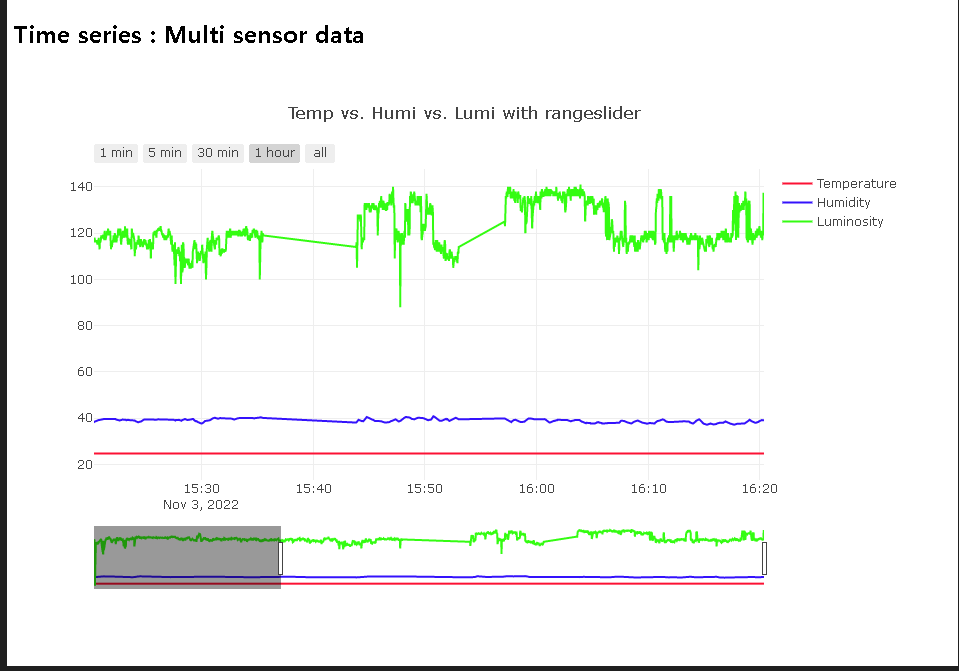 Time series : Multi sensor data
Temp vs. Humi vs. Lumi with rangeslider
1 min 5 min 30 min 1 hour all
140
120
100
80
60
40
20
Temperature
Humidity
Luminosity
15:30 15:40 15:50 16:00 16:10 16:20
Nov 3, 2022